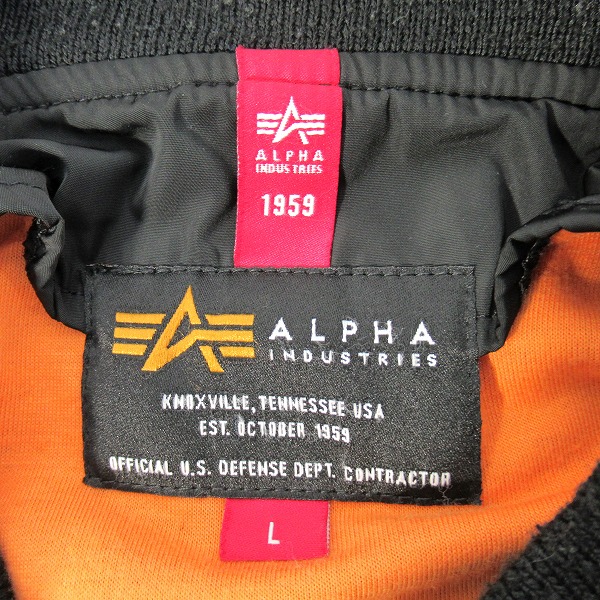 ALPHA
INDUSTRIES
1959
ALPHA
INDUSTRIES
KNOXVILLE, TENNESSEE USA
EST. OCTOBER 1959
OFFICIAL U.S. DEFENSE DEPT. CONTRACTOR
L